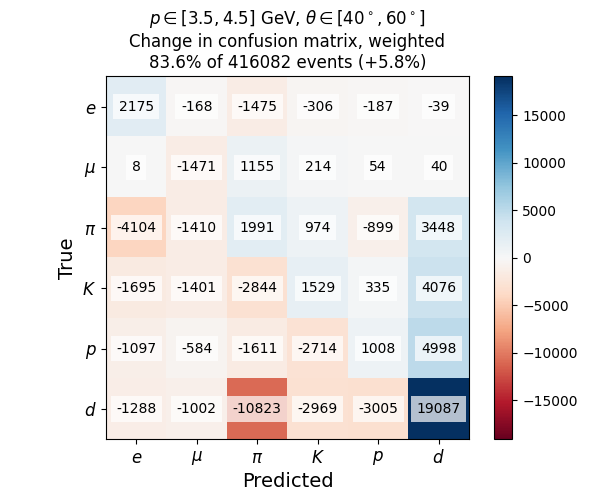 p ∈ [3.5, 4.5] GeV, θ ∈ [40°, 60°]
Change in confusion matrix, weighted
83.6% of 416082 events (+5.8%)
e 2175 -168 -1475 -306 -187 -39
μ 8 -1471 1155 214 54 40
π -4104 -1410 1991 974 -899 3448
K -1695 -1401 -2844 1529 335 4076
p -1097 -584 -1611 -2714 1008 4998
d -1288 -1002 -10823 -2969 -3005 19087
e μ π K p d
Predicted
True
15000
10000
5000
0
−5000
−10000
−15000